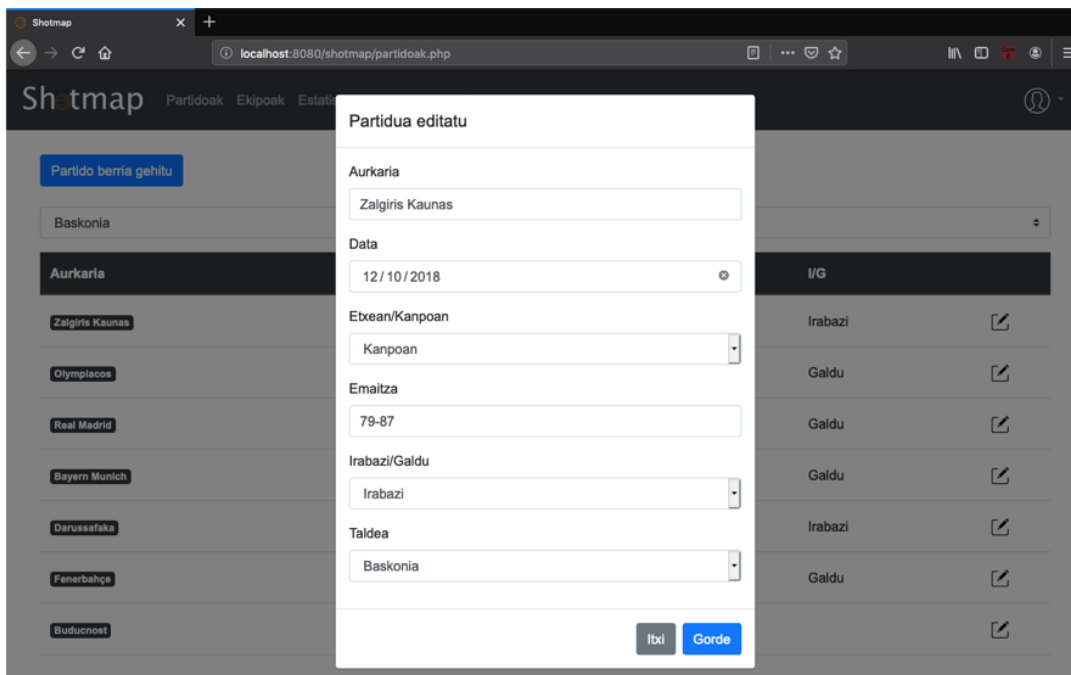 Shotmap
localhost:8080/shotmap/partidoak.php
Shotmap Partidoak Ekipoak
Partidua editatu
Partido berria gehitu
Aurkaria
Zalgiris Kaunas
Baskonia
Data
12/10/2018
Aurkaria I/G
Etxean/Kanpoan
Kanpoan
Zalgiris Kaunas Irabazi
Emaitza
Olympiacos Galdu
79-87
Real Madrid Galdu
Irabazi/Galdu
Irabazi
Bayern Munich Galdu
Taldea
Darussafaka Irabazi
Baskonia
Fenerbahçe Galdu
Buducnost
Itxi Gorde